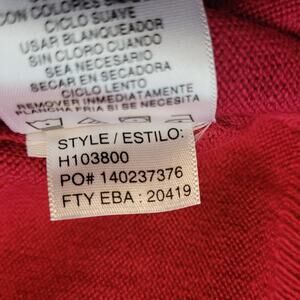 CON COLORES
CICLO SUAVE
USAR BLANQUEADOR
SIN CLORO CUANDO
SEA NECESARIO
SECAR EN SECADORA
CICLO LENTO
REMOVER INMEDIATAMENTE
PLANCHA FRIA SI SE NECESITA
STYLE / ESTILO:
H103800
PO# 140237376
FTY EBA : 20419